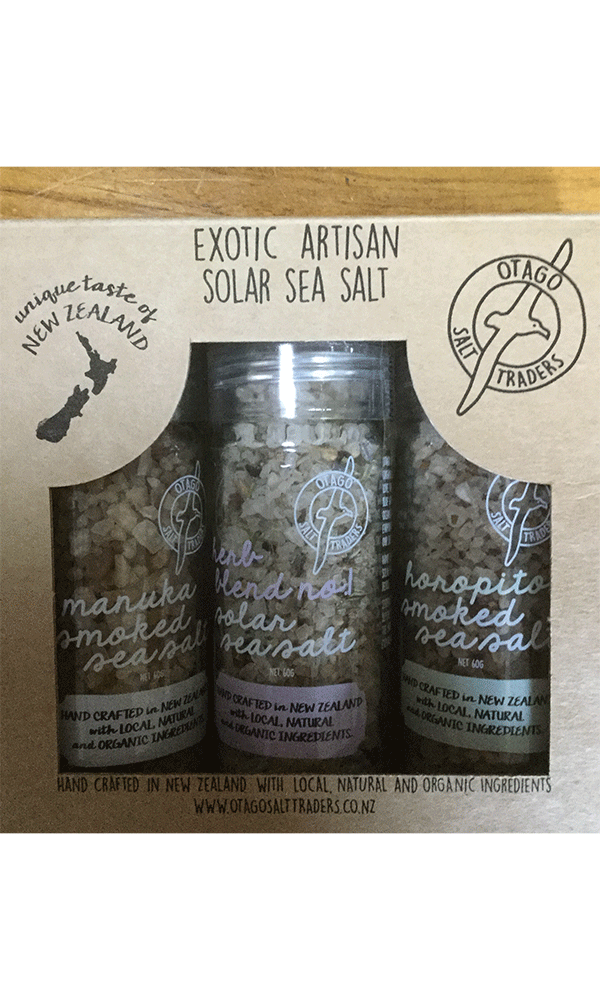 EXOTIC ARTISAN
SOLAR SEA SALT
unique taste of
NEW ZEALAND
OTAGO
SALT TRADERS
OTAGO
SALT TRADERS
manuka
smoked
sea salt
HAND CRAFTED in NEW ZEALAND
with LOCAL, NATURAL
and ORGANIC INGREDIENTS.
OTAGO
SALT TRADERS
herb
blend no.1
solar
sea salt
NET 60G
HAND CRAFTED in NEW ZEALAND
with LOCAL, NATURAL
and ORGANIC INGREDIENTS.
OTAGO
SALT TRADERS
horopito
smoked
sea salt
NET 60G
HAND CRAFTED in NEW ZEALAND
with LOCAL, NATURAL
and ORGANIC INGREDIENTS.
HAND CRAFTED IN NEW ZEALAND WITH LOCAL, NATURAL AND ORGANIC INGREDIENTS
WWW.OTAGOSALTTRADERS.CO.NZ